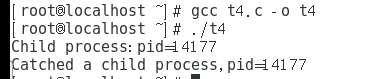 [root@localhost ~]# gcc t4.c -o t4
[root@localhost ~]# ./t4
Child process: pid=14177
Catched a child process, pid=14177